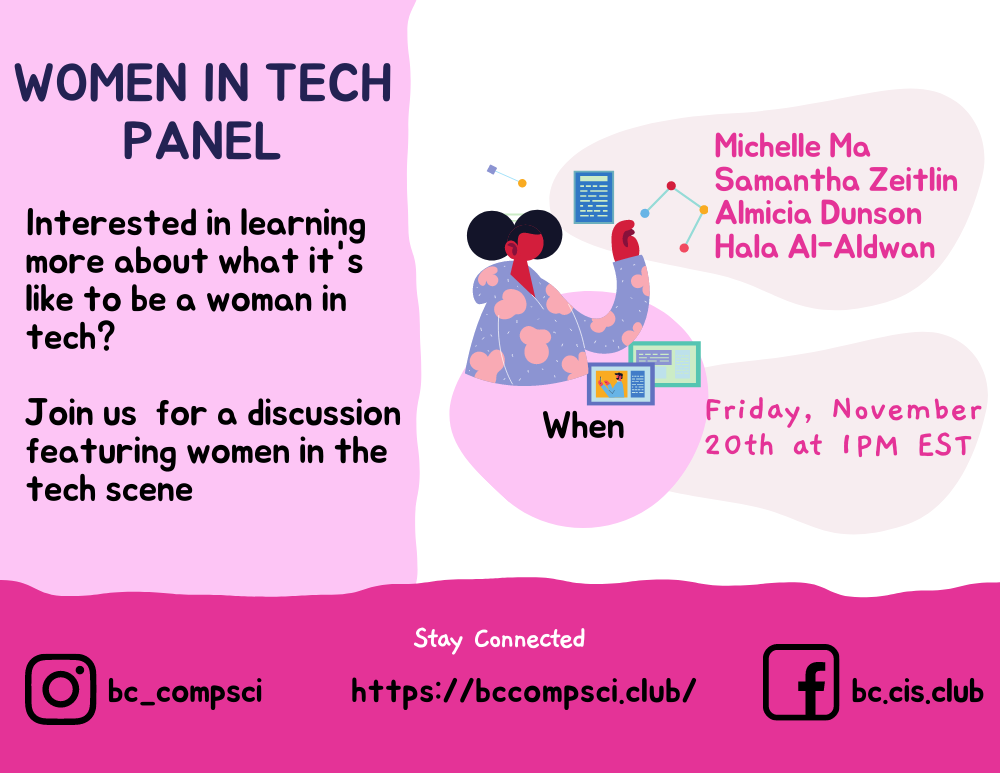 WOMEN IN TECH
PANEL
Interested in learning
more about what it's
like to be a woman in
tech?
Join us for a discussion
featuring women in the
tech scene
Michelle Ma
Samantha Zeitlin
Almicia Dunson
Hala Al-Aldwan
When
Friday, November
20th at 1PM EST
Stay Connected
bc_compsci
https://bccompsci.club/
bc.cis.club